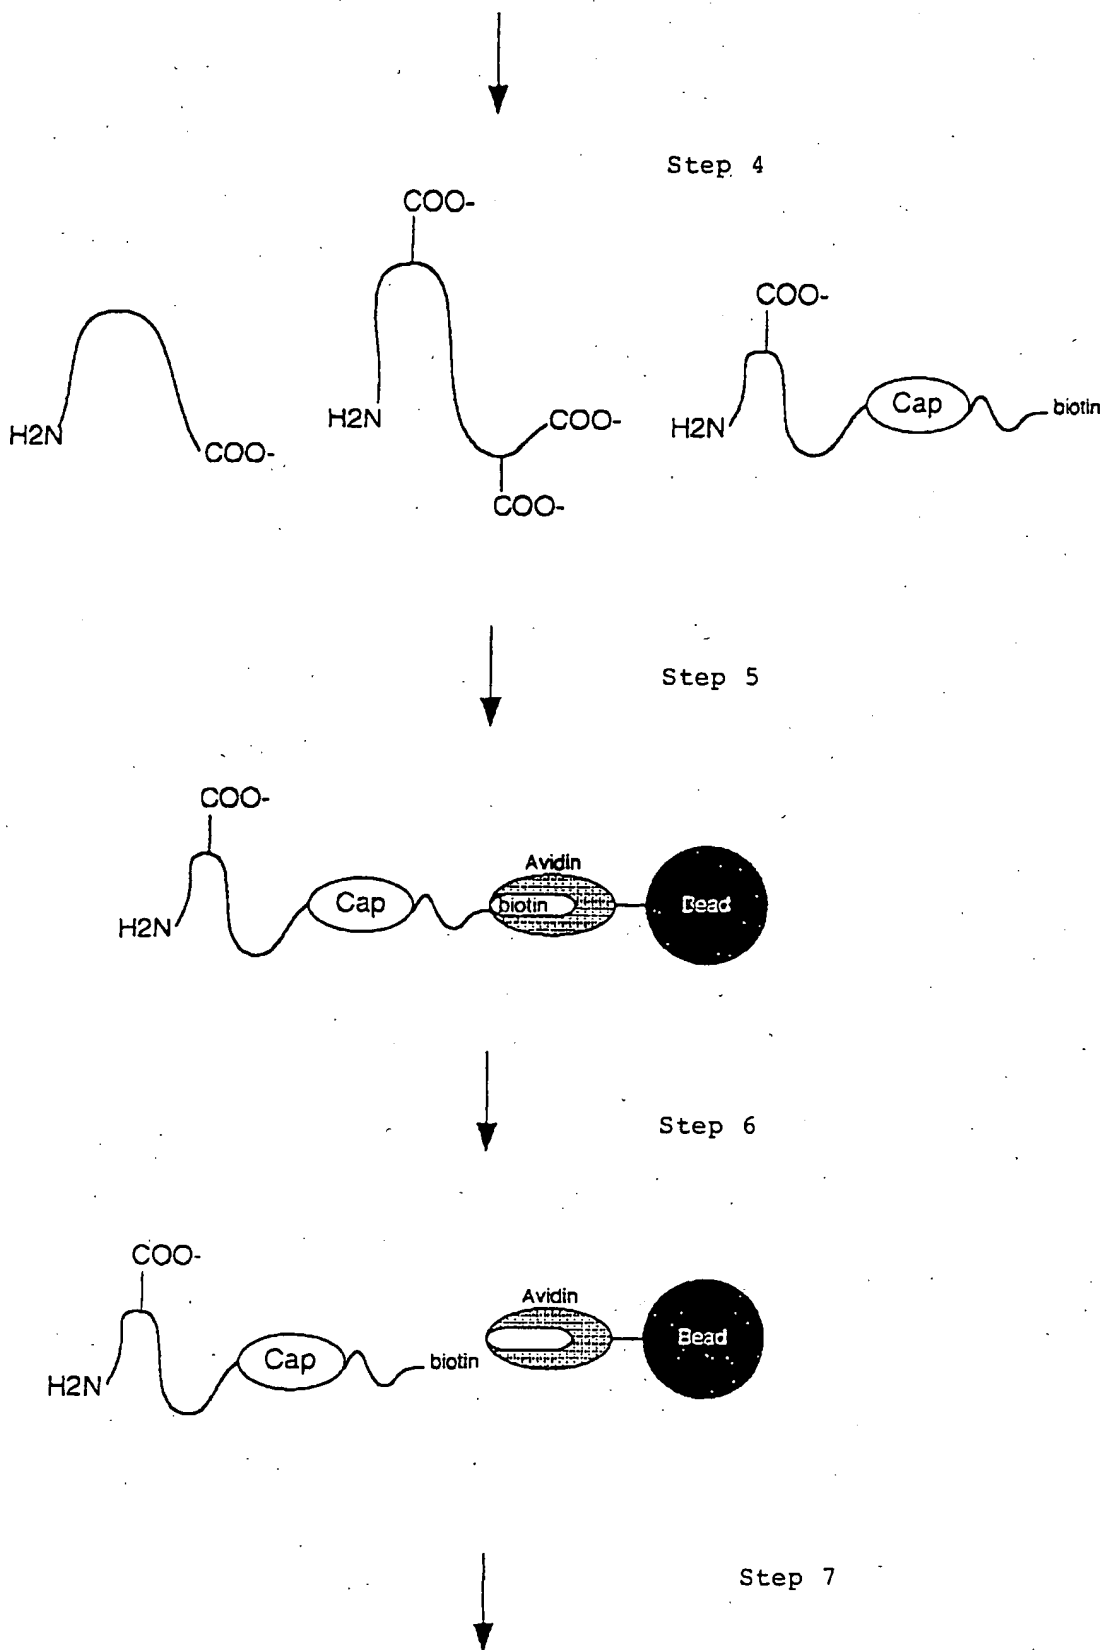 Step 4
COO-
COO-
H2N
COO-
H2N
COO-
COO-
H2N
Cap
biotin
Step 5
COO-
H2N
Cap
Avidin
biotin
Bead
Step 6
COO-
H2N
Cap
biotin
Avidin
Bead
Step 7